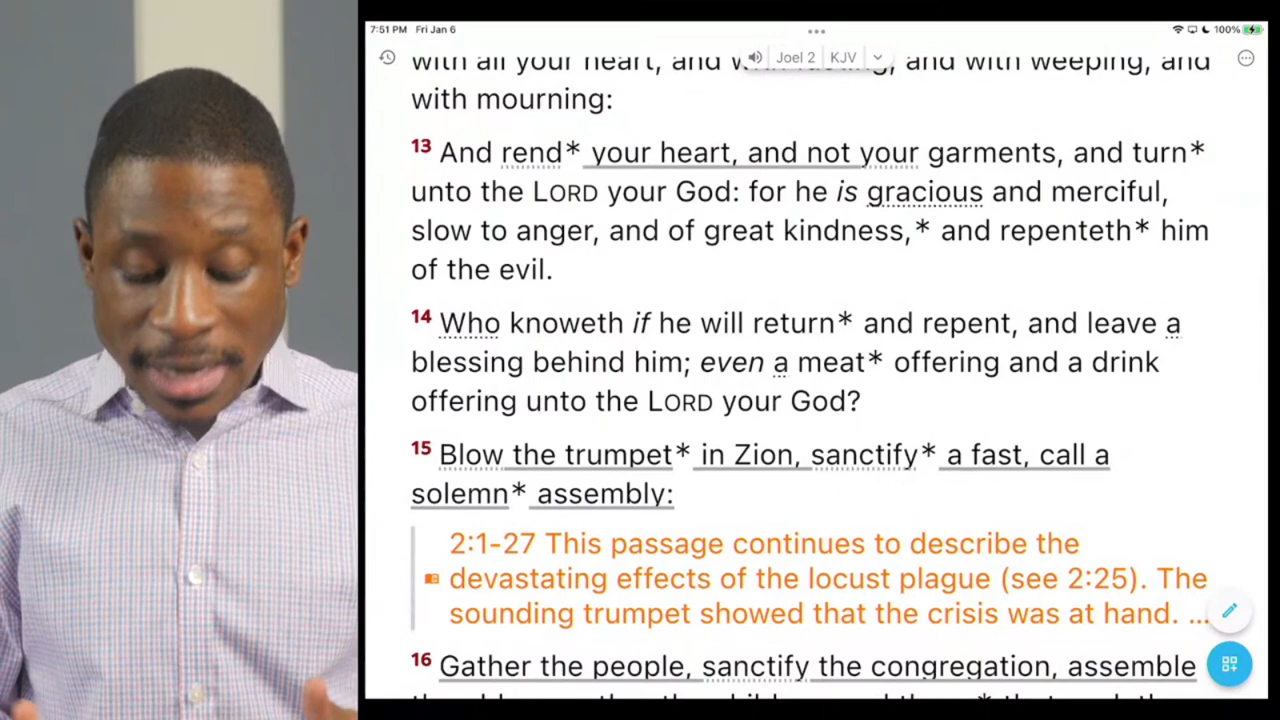 7:51 PM Fri Jan 6
100%
Joel 2 KJV
with all your heart, and with fasting, and with weeping, and
with mourning:
13 And rend* your heart, and not your garments, and turn*
unto the LORD your God: for he is gracious and merciful,
slow to anger, and of great kindness,* and repenteth* him
of the evil.
14 Who knoweth if he will return* and repent, and leave a
blessing behind him; even a meat* offering and a drink
offering unto the LORD your God?
15 Blow the trumpet* in Zion, sanctify* a fast, call a
solemn* assembly:
2:1-27 This passage continues to describe the
devastating effects of the locust plague (see 2:25). The
sounding trumpet showed that the crisis was at hand. ...
16 Gather the people, sanctify the congregation, assemble